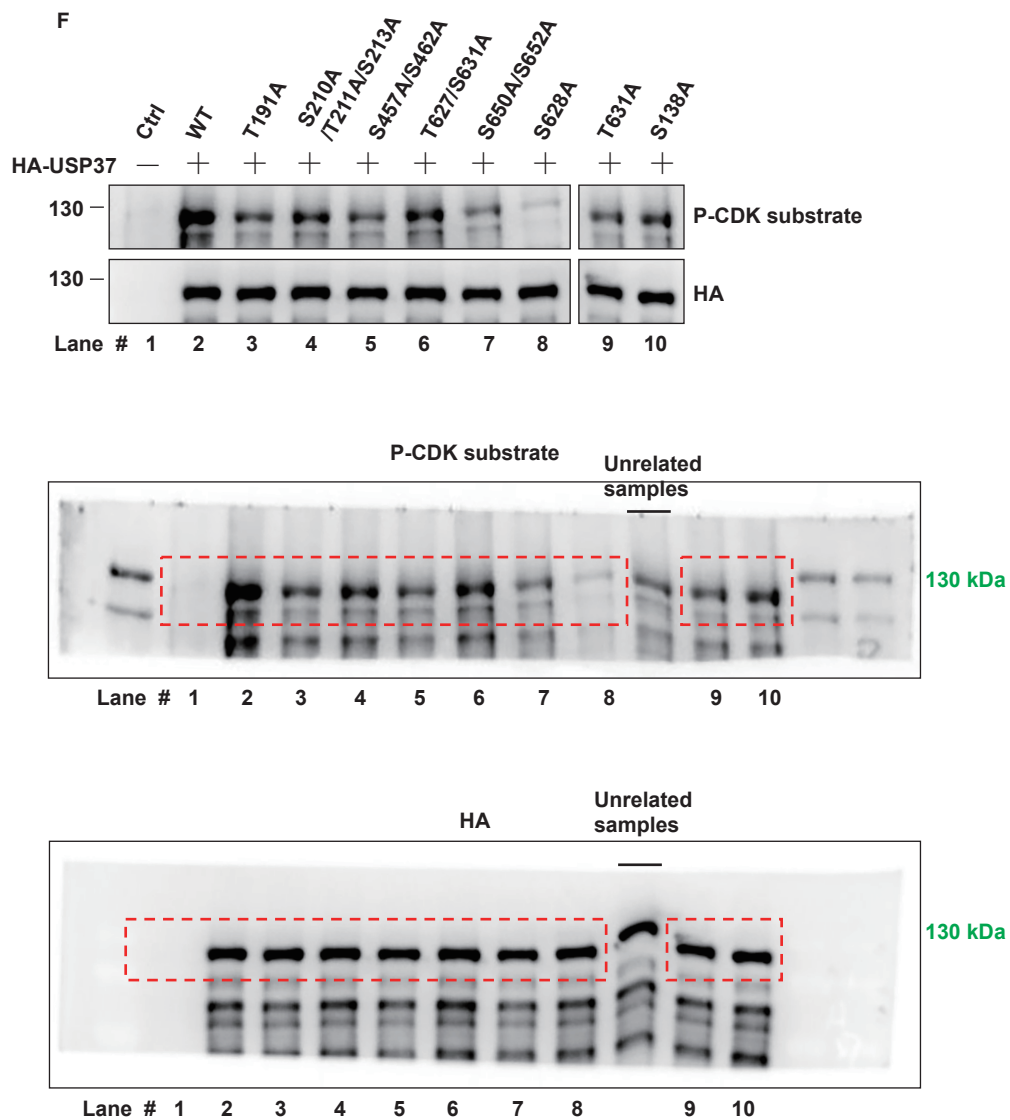 F
Ctrl
WT
T191A
S210A
/T211A/S213A
S457A/S462A
T627/S631A
S650A/S652A
S628A
T631A
S138A
HA-USP37 — + + + + + + + + +
130 —
P-CDK substrate
130 —
HA
Lane # 1 2 3 4 5 6 7 8 9 10
P-CDK substrate
Unrelated
samples
130 kDa
Lane # 1 2 3 4 5 6 7 8 9 10
HA
Unrelated
samples
130 kDa
Lane # 1 2 3 4 5 6 7 8 9 10